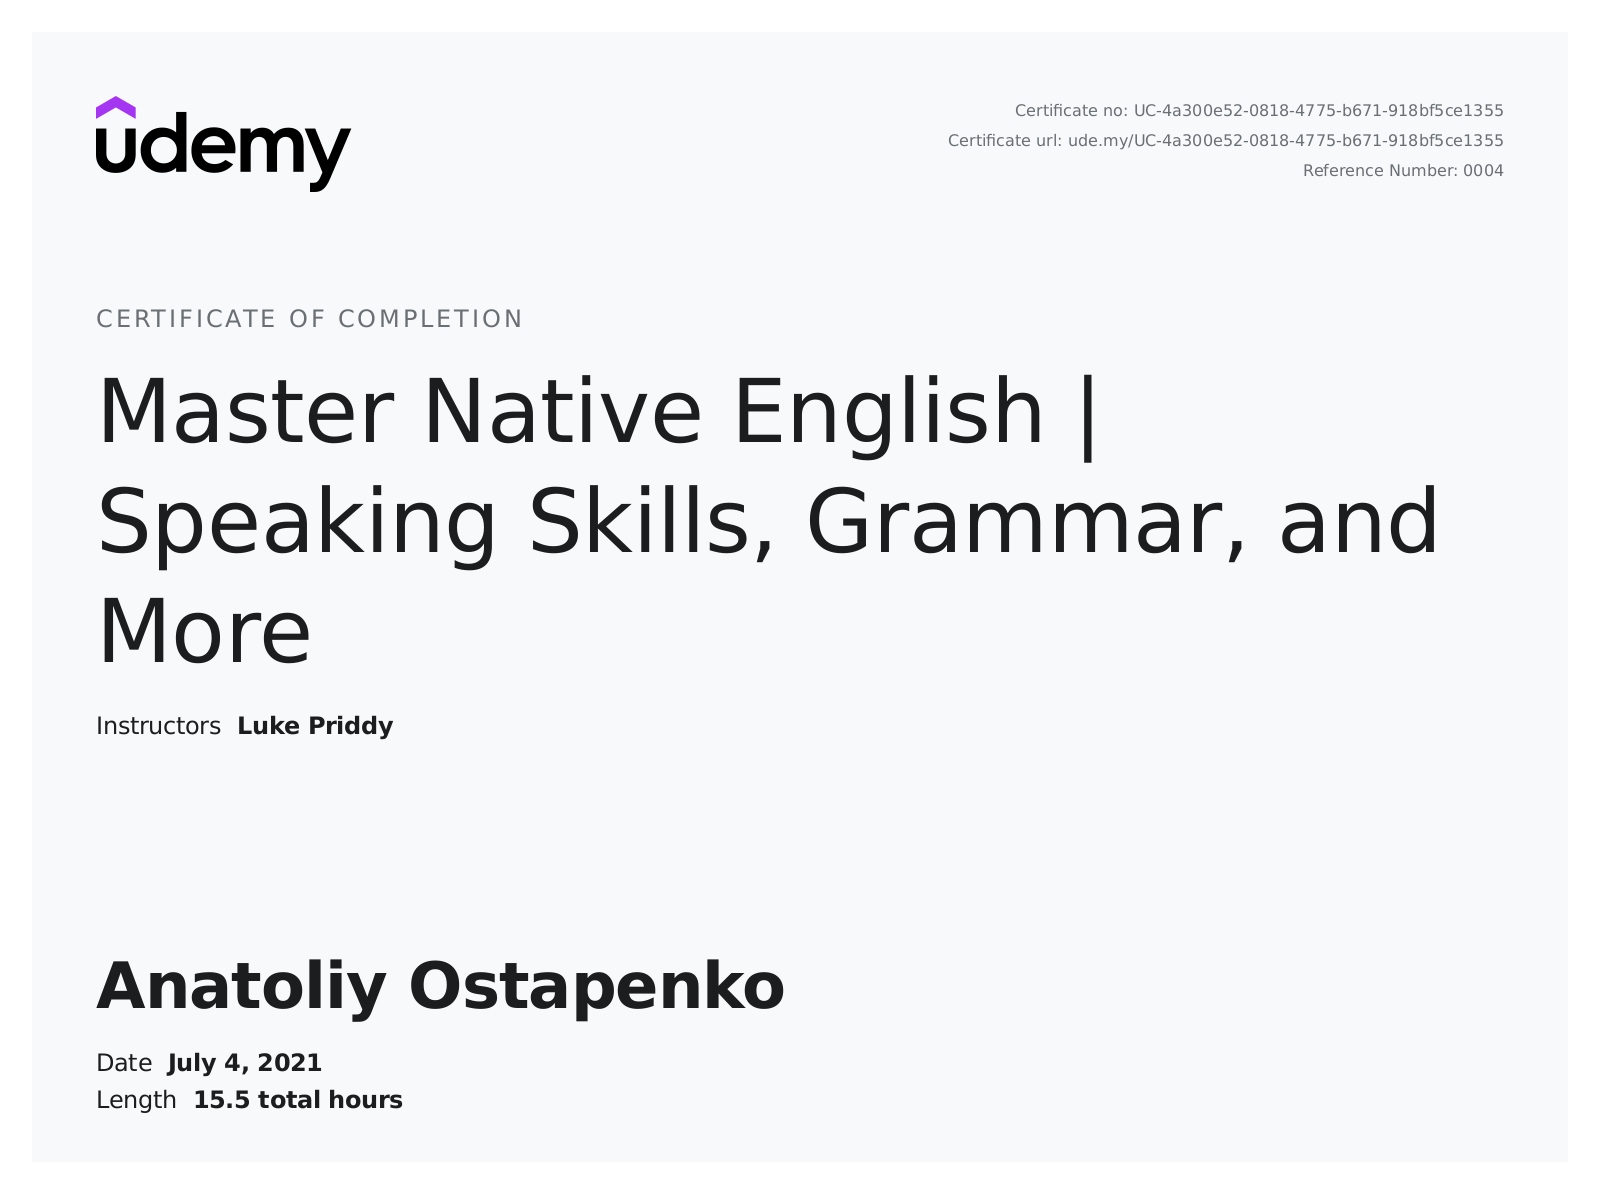 udemy
Certificate no: UC-4a300e52-0818-4775-b671-918bf5ce1355
Certificate url: ude.my/UC-4a300e52-0818-4775-b671-918bf5ce1355
Reference Number: 0004
CERTIFICATE OF COMPLETION
Master Native English |
Speaking Skills, Grammar, and
More
Instructors Luke Priddy
Anatoliy Ostapenko
Date July 4, 2021
Length 15.5 total hours